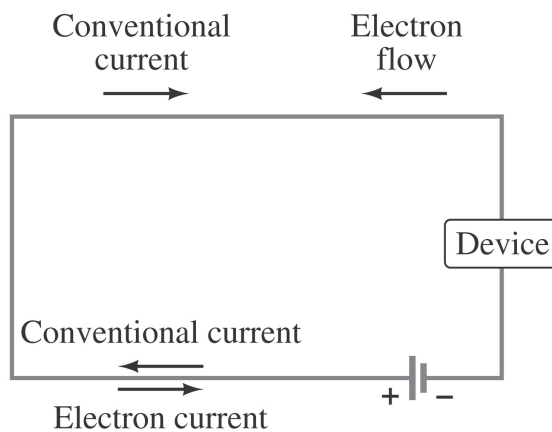 Conventional
current
Electron
flow
Device
Conventional current
+ −
Electron current